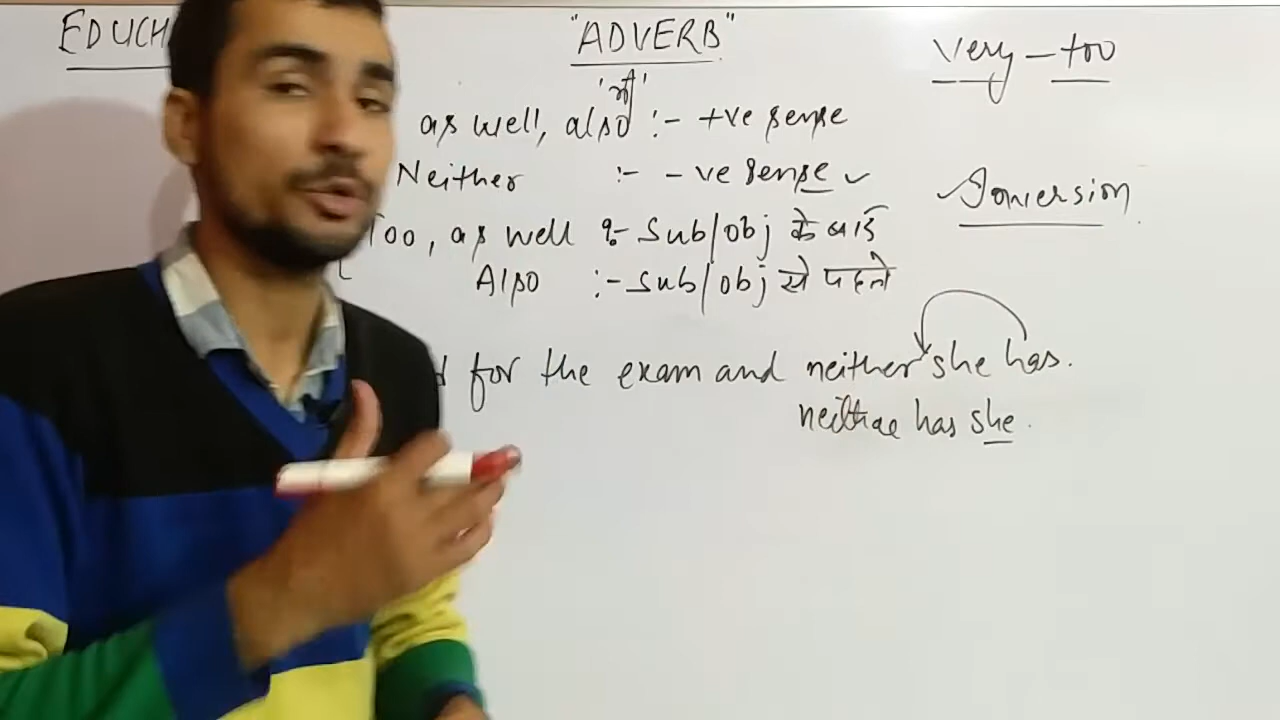 EDUCH
"ADVERB"
Very - too
'भी'
as well, also :- +ve sense
Neither :- -ve sense ✓
Inversion
Too, as well :- Sub/obj के बाद
Also :- sub/obj से पहले
for the exam and neither she has.
neither has she.